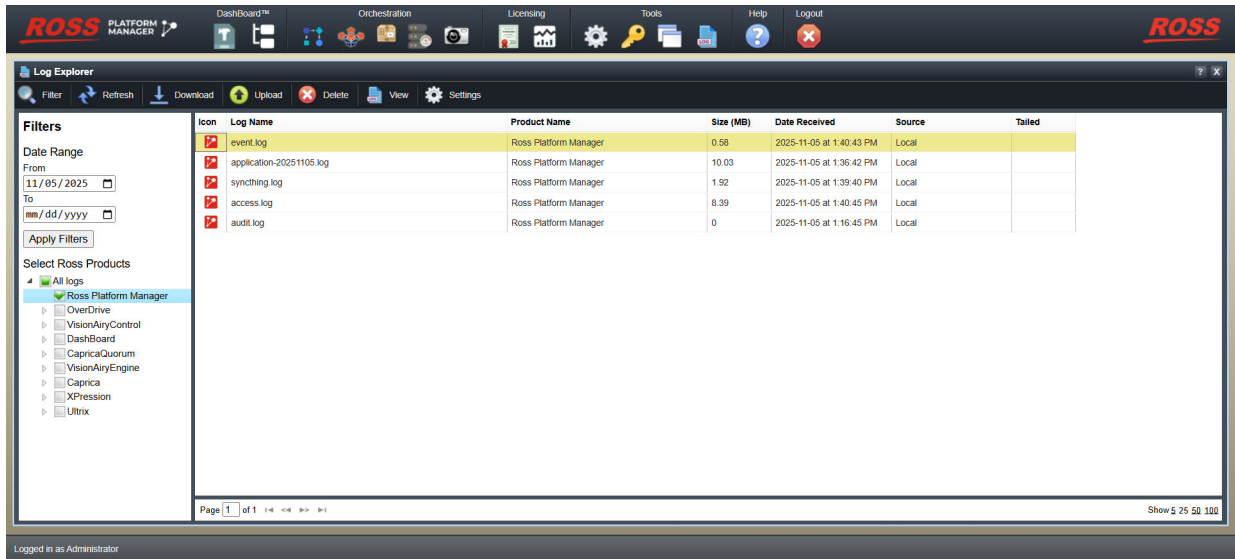 ROSS PLATFORM MANAGER
DashBoard™ Orchestration Licensing Tools Help Logout
ROSS
Log Explorer ? X
Filter Refresh Download Upload Delete View Settings
Filters
Date Range
From
11/05/2025
To
mm/dd/yyyy
Apply Filters
Select Ross Products
All logs
Ross Platform Manager
OverDrive
VisionAiryControl
DashBoard
CapricaQuorum
VisionAiryEngine
Caprica
XPression
Ultrix
Icon Log Name Product Name Size (MB) Date Received Source Tailed
event.log Ross Platform Manager 0.58 2025-11-05 at 1:40:43 PM Local
application-20251105.log Ross Platform Manager 10.03 2025-11-05 at 1:36:42 PM Local
syncthing.log Ross Platform Manager 1.92 2025-11-05 at 1:39:40 PM Local
access.log Ross Platform Manager 8.39 2025-11-05 at 1:40:45 PM Local
audit.log Ross Platform Manager 0 2025-11-05 at 1:16:45 PM Local
Page 1 of 1 Show 5 25 50 100
Logged in as Administrator